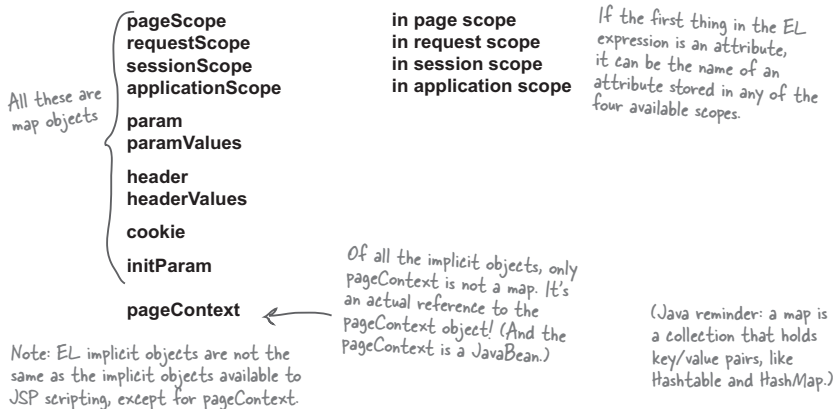 pageScope
requestScope
sessionScope
applicationScope
param
paramValues
header
headerValues
cookie
initParam
pageContext
All these are
map objects
in page scope
in request scope
in session scope
in application scope
If the first thing in the EL
expression is an attribute,
it can be the name of an
attribute stored in any of the
four available scopes.
Of all the implicit objects, only
pageContext is not a map. It's
an actual reference to the
pageContext object! (And the
pageContext is a JavaBean.)
Note: EL implicit objects are not the
same as the implicit objects available to
JSP scripting, except for pageContext.
(Java reminder: a map is
a collection that holds
key/value pairs, like
Hashtable and HashMap.)